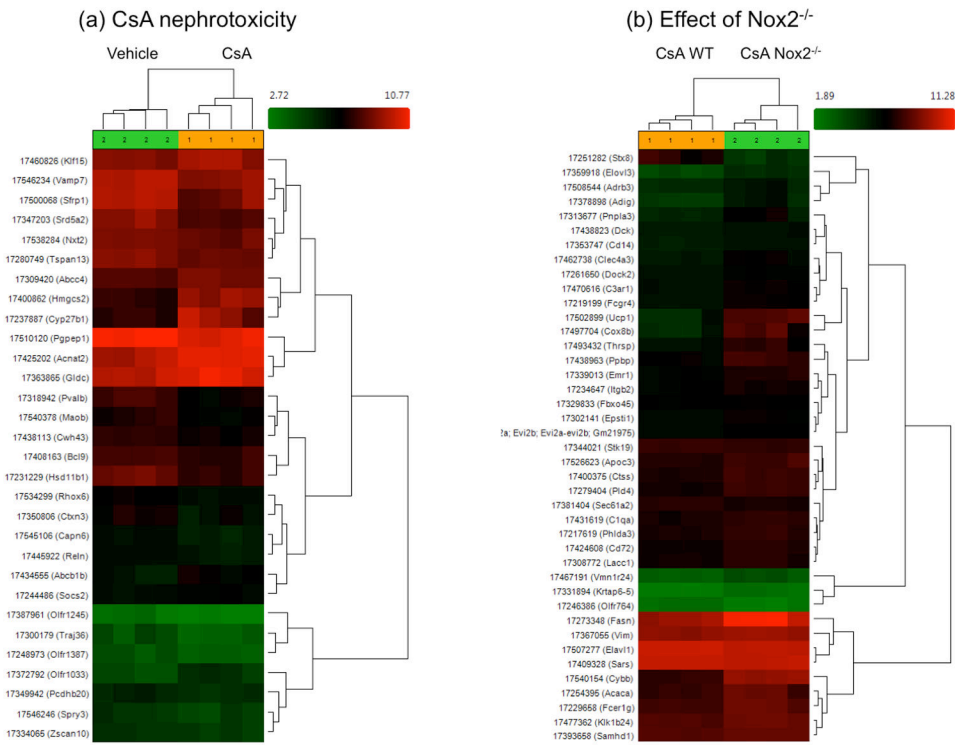 (a) CsA nephrotoxicity
Vehicle CsA
2.72 10.77
2 2 2 2 1 1 1 1
17460826 (Klf15)
17546234 (Vamp7)
17500068 (Sfrp1)
17347203 (Srd5a2)
17538284 (Nxt2)
17280749 (Tspan13)
17309420 (Abcc4)
17400862 (Hmgcs2)
17237887 (Cyp27b1)
17510120 (Pgpep1)
17425202 (Acnat2)
17363865 (Gldc)
17318942 (Pvalb)
17540378 (Maob)
17438113 (Cwh43)
17408163 (Bcl9)
17231229 (Hsd11b1)
17534299 (Rhox6)
17350806 (Ctxn3)
17545106 (Capn6)
17445922 (Reln)
17434555 (Abcb1b)
17244486 (Socs2)
17387961 (Olfr1245)
17300179 (Traj36)
17248973 (Olfr1387)
17372792 (Olfr1033)
17349942 (Pcdhb20)
17546246 (Spry3)
17334065 (Zscan10)
(b) Effect of Nox2-/-
CsA WT CsA Nox2-/-
1.89 11.28
1 1 1 1 2 2 2 2
17251282 (Stx8)
17359918 (Elovl3)
17508544 (Adrb3)
17378898 (Adig)
17313677 (Pnpla3)
17438823 (Dck)
17353747 (Cd14)
17462738 (Clec4a3)
17261650 (Dock2)
17470616 (C3ar1)
17219199 (Fcgr4)
17502899 (Ucp1)
17497704 (Cox8b)
17493432 (Thrsp)
17438963 (Ppbp)
17339013 (Emr1)
17234647 (Itgb2)
17329833 (Fbxo45)
17302141 (Epsti1)
2a; Evi2b; Evi2a-evi2b; Gm21975)
17344021 (Stk19)
17526623 (Apoc3)
17400375 (Ctss)
17279404 (Pld4)
17381404 (Sec61a2)
17431619 (C1qa)
17217619 (Phlda3)
17424608 (Cd72)
17308772 (Lacc1)
17467191 (Vmn1r24)
17331894 (Krtap6-5)
17246386 (Olfr764)
17273348 (Fasn)
17367055 (Vim)
17507277 (Elavl1)
17409328 (Sars)
17540154 (Cybb)
17254395 (Acaca)
17229658 (Fcer1g)
17477362 (Klk1b24)
17393658 (Samhd1)